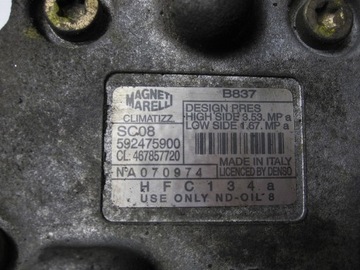 MAGNETI MARELLI
B837
CLIMATIZZ.
DESIGN PRES
HIGH SIDE 3.53. MP a
LOW SIDE 1.67. MP a
SC08
592475900
CL. 467857720
MADE IN ITALY
LICENCED BY DENSO
N°A 070974
HFC134a
USE ONLY ND-OIL 8